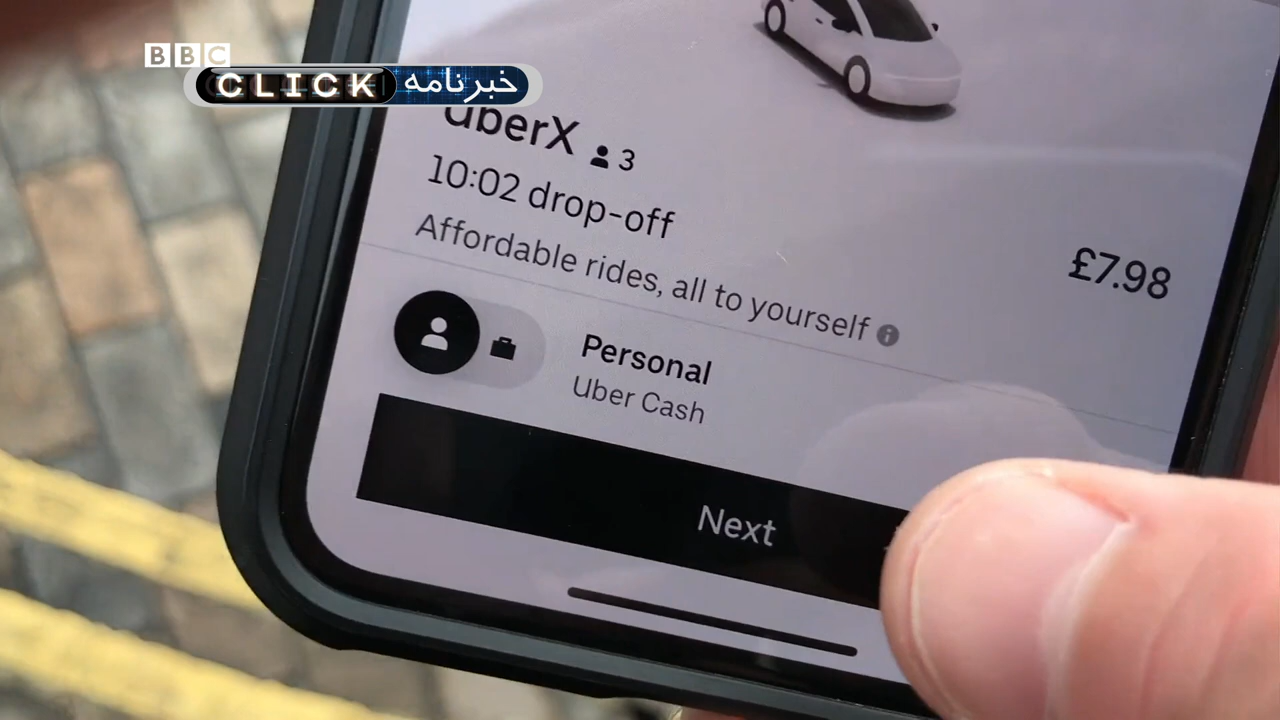 BBC
CLICK خبرنامه
uberX 3
10:02 drop-off
£7.98
Affordable rides, all to yourself
Personal
Uber Cash
Next